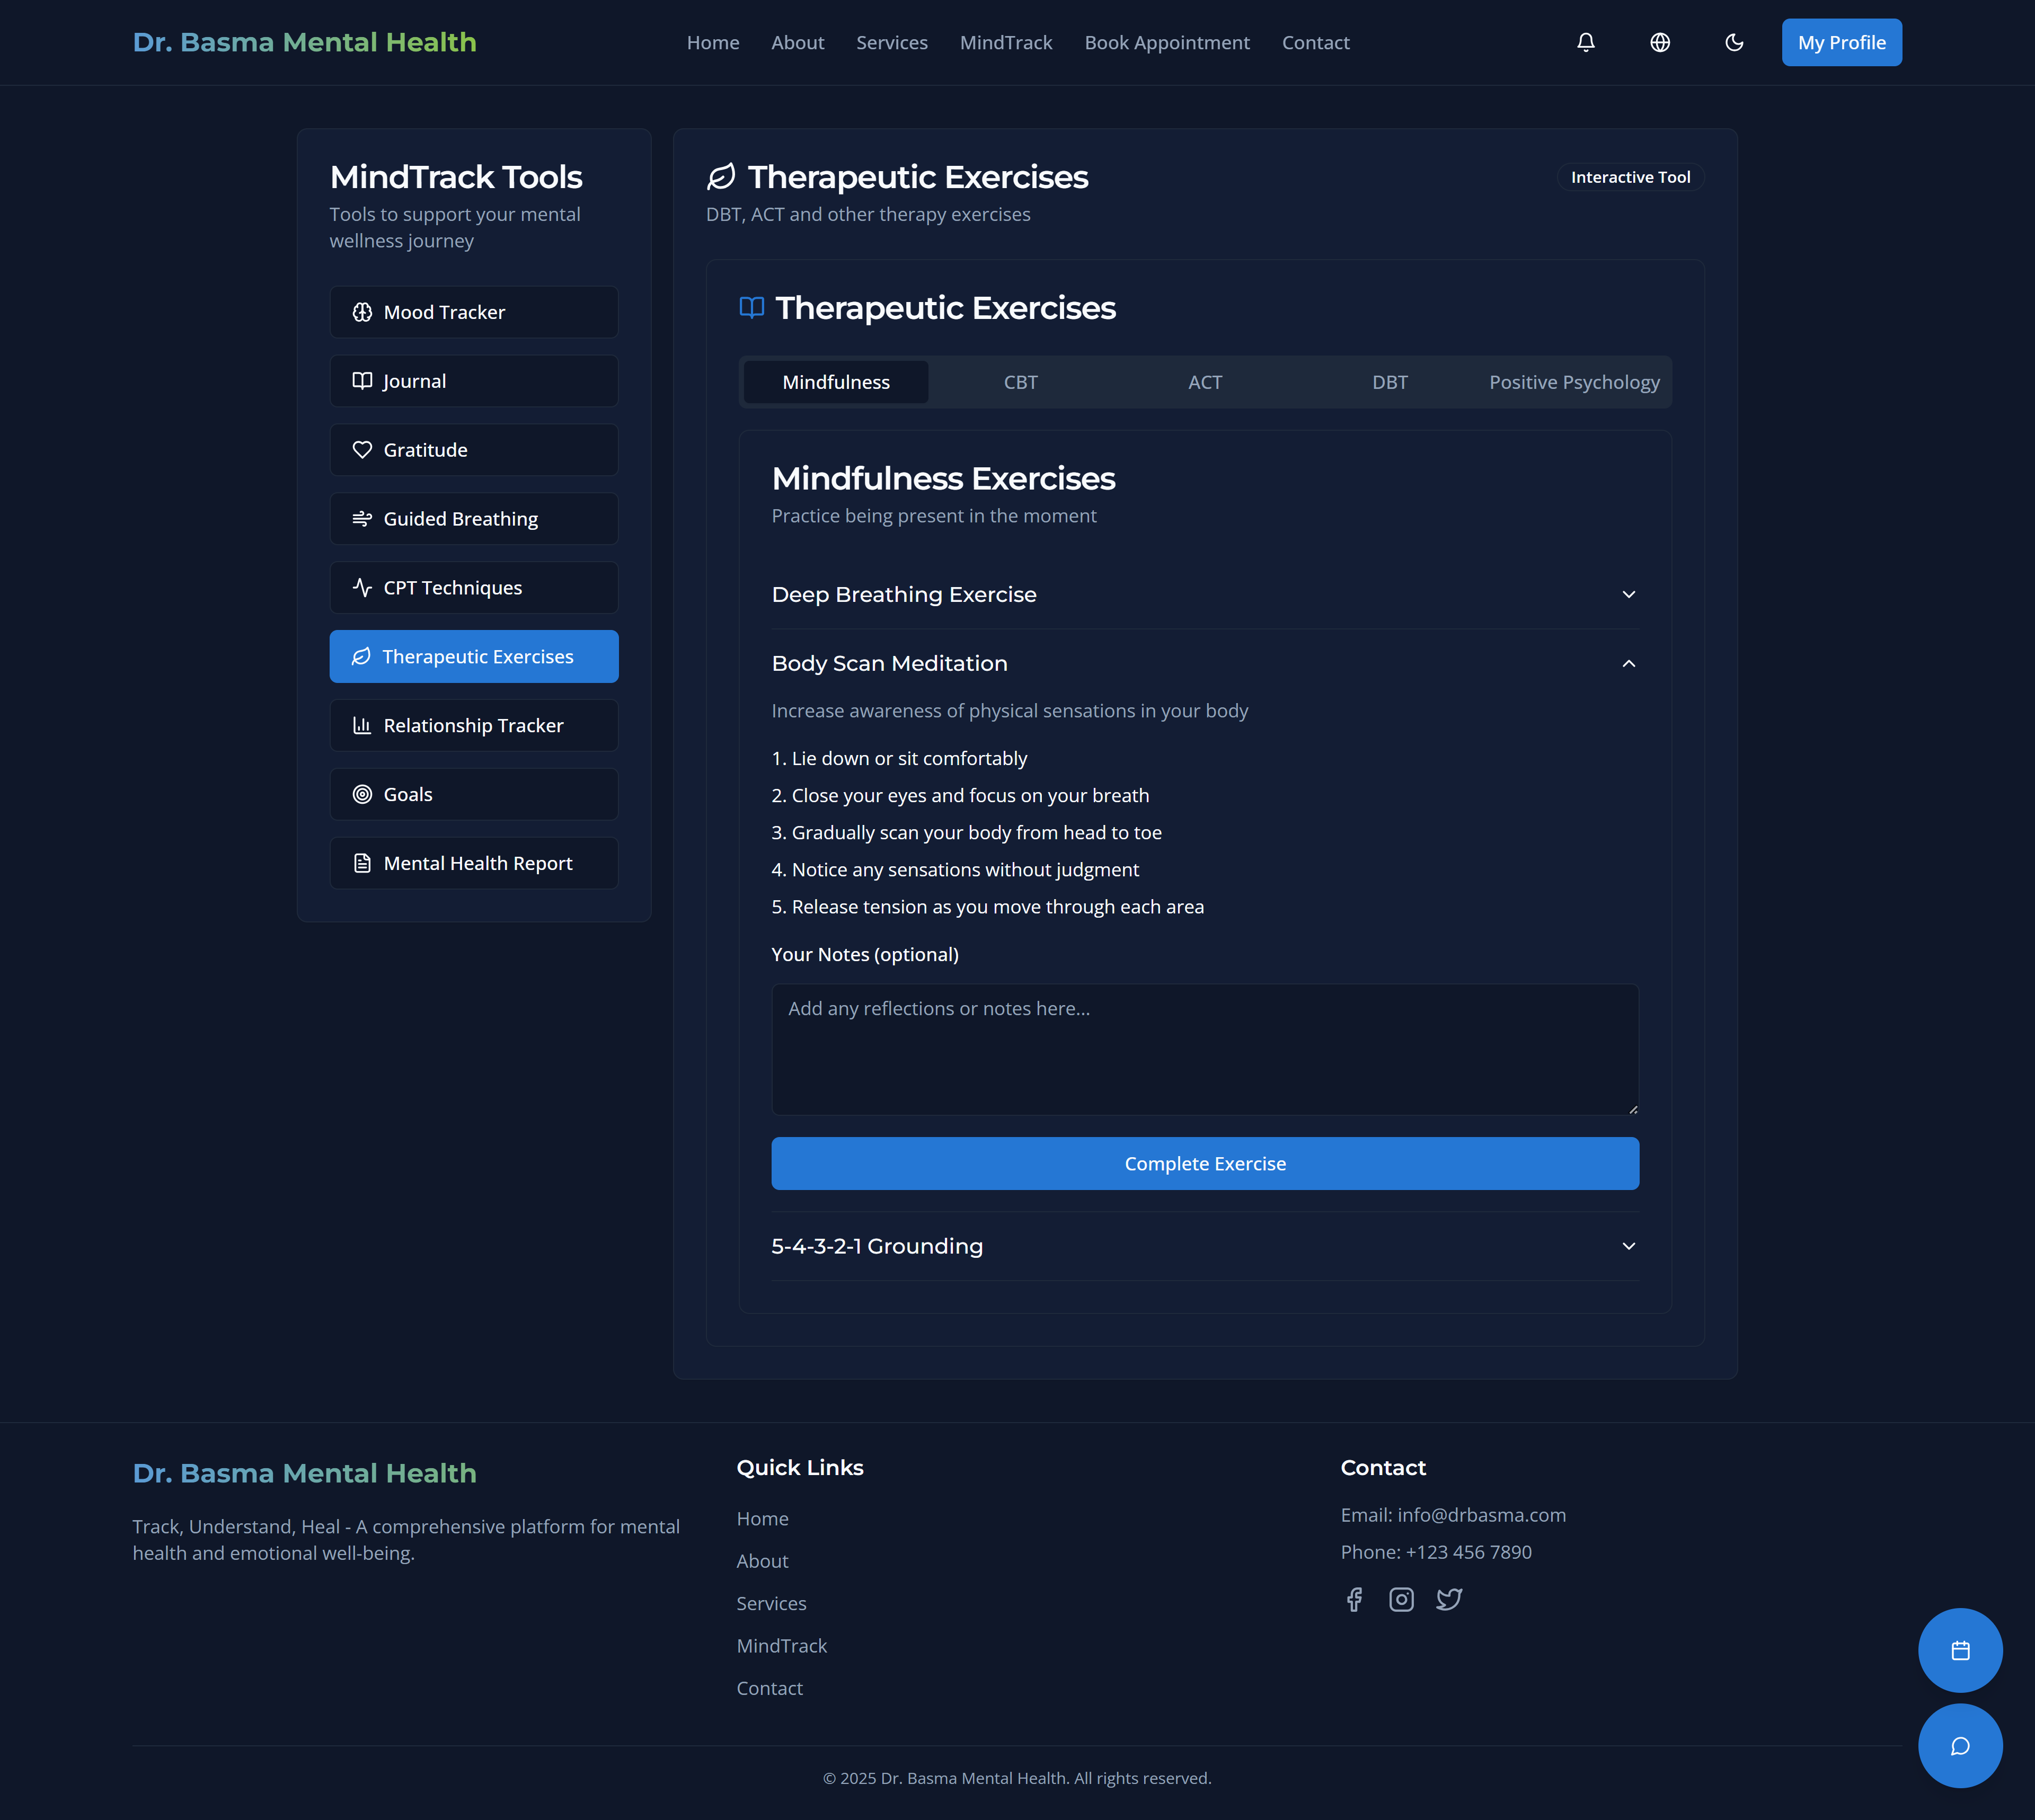 Dr. Basma Mental Health
Home
About
Services
MindTrack
Book Appointment
Contact
My Profile
MindTrack Tools
Tools to support your mental
wellness journey
Mood Tracker
Journal
Gratitude
Guided Breathing
CPT Techniques
Therapeutic Exercises
Relationship Tracker
Goals
Mental Health Report
Therapeutic Exercises
Interactive Tool
DBT, ACT and other therapy exercises
Therapeutic Exercises
Mindfulness
CBT
ACT
DBT
Positive Psychology
Mindfulness Exercises
Practice being present in the moment
Deep Breathing Exercise
Body Scan Meditation
Increase awareness of physical sensations in your body
1. Lie down or sit comfortably
2. Close your eyes and focus on your breath
3. Gradually scan your body from head to toe
4. Notice any sensations without judgment
5. Release tension as you move through each area
Your Notes (optional)
Add any reflections or notes here...
Complete Exercise
5-4-3-2-1 Grounding
Dr. Basma Mental Health
Track, Understand, Heal - A comprehensive platform for mental
health and emotional well-being.
Quick Links
Home
About
Services
MindTrack
Contact
Contact
Email: info@drbasma.com
Phone: +123 456 7890
© 2025 Dr. Basma Mental Health. All rights reserved.